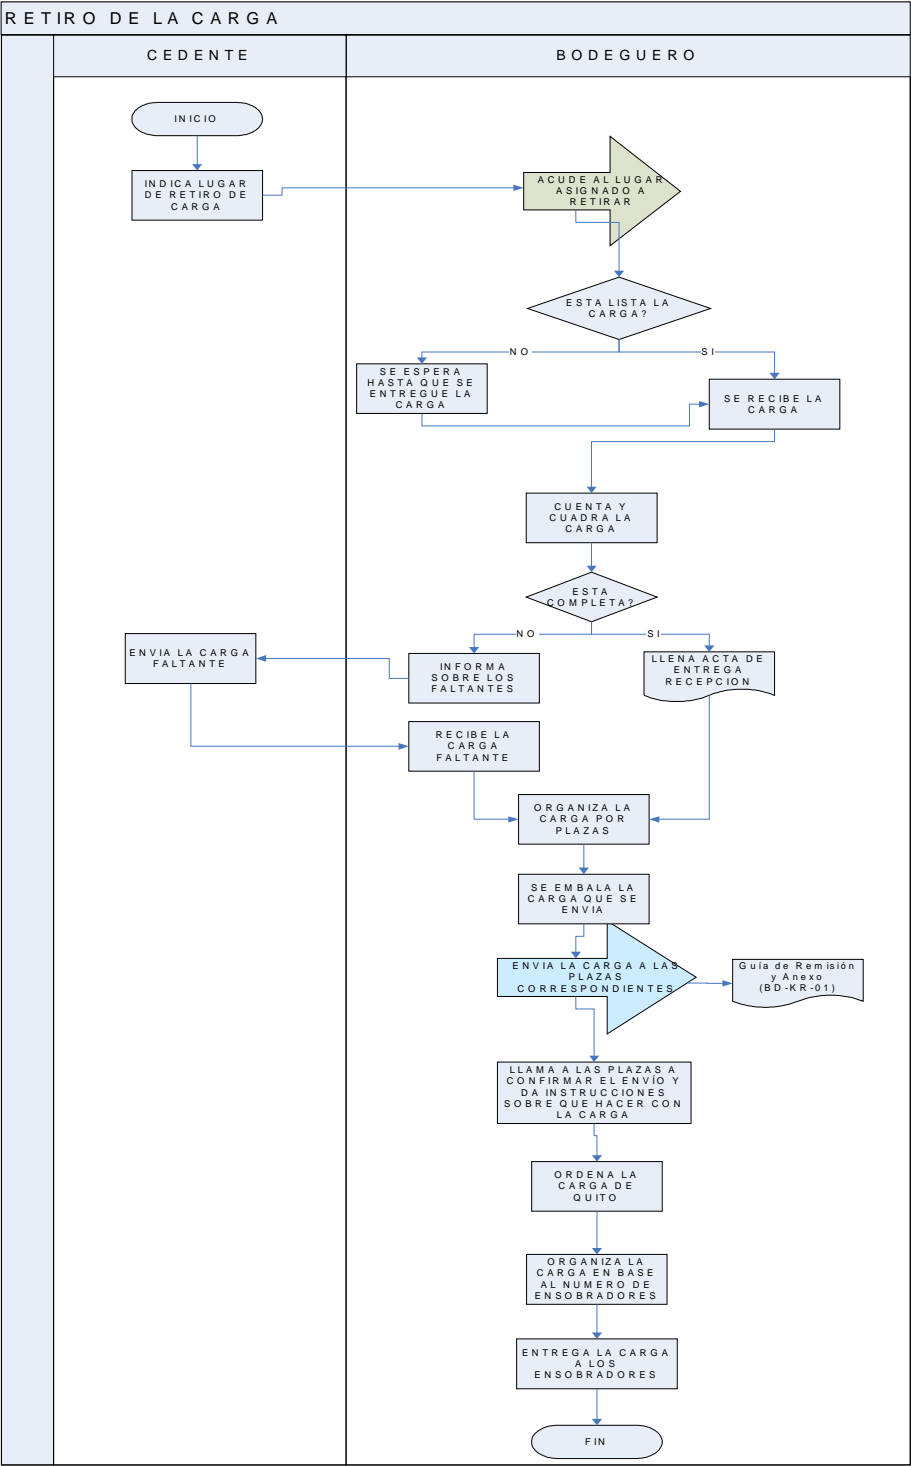 RETIRO DE LA CARGA
CEDENTE
BODEGUERO
INICIO
INDICA LUGAR
DE RETIRO DE
CARGA
ACUDE AL LUGAR
ASIGNADO A
RETIRAR
ESTA LISTA LA
CARGA?
NO
SI
SE ESPERA
HASTA QUE SE
ENTREGUE LA
CARGA
SE RECIBE LA
CARGA
CUENTA Y
CUADRA LA
CARGA
ESTA
COMPLETA?
NO
SI
ENVIA LA CARGA
FALTANTE
INFORMA
SOBRE LOS
FALTANTES
LLENA ACTA DE
ENTREGA
RECEPCION
RECIBE LA
CARGA
FALTANTE
ORGANIZA LA
CARGA POR
PLAZAS
SE EMBALA LA
CARGA QUE SE
ENVIA
ENVIA LA CARGA A LAS
PLAZAS
CORRESPONDIENTES
Guía de Remisión
y Anexo
(BD-KR-01)
LLAMA A LAS PLAZAS A
CONFIRMAR EL ENVÍO Y
DA INSTRUCCIONES
SOBRE QUE HACER CON
LA CARGA
ORDENA LA
CARGA DE
QUITO
ORGANIZA LA
CARGA EN BASE
AL NUMERO DE
ENSOBRADORES
ENTREGA LA CARGA
A LOS
ENSOBRADORES
FIN